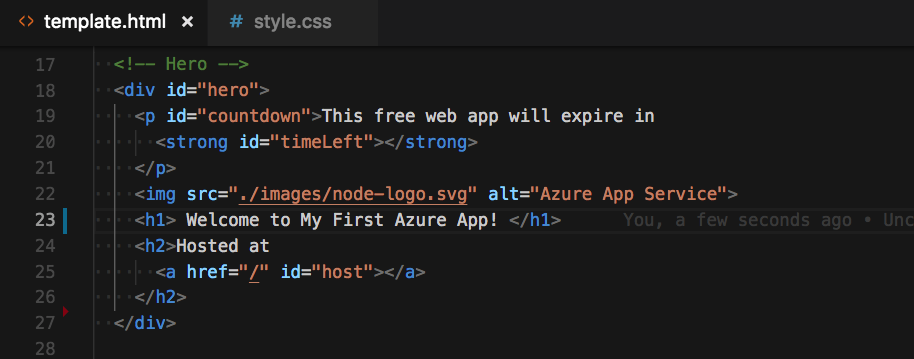 template.html × # style.css
17 <!-- Hero -->
18 <div id="hero">
19 <p id="countdown">This free web app will expire in
20 <strong id="timeLeft"></strong>
21 </p>
22 <img src="./images/node-logo.svg" alt="Azure App Service">
23 <h1> Welcome to My First Azure App! </h1> You, a few seconds ago • Unc
24 <h2>Hosted at
25 <a href="/" id="host"></a>
26 </h2>
27 </div>
28